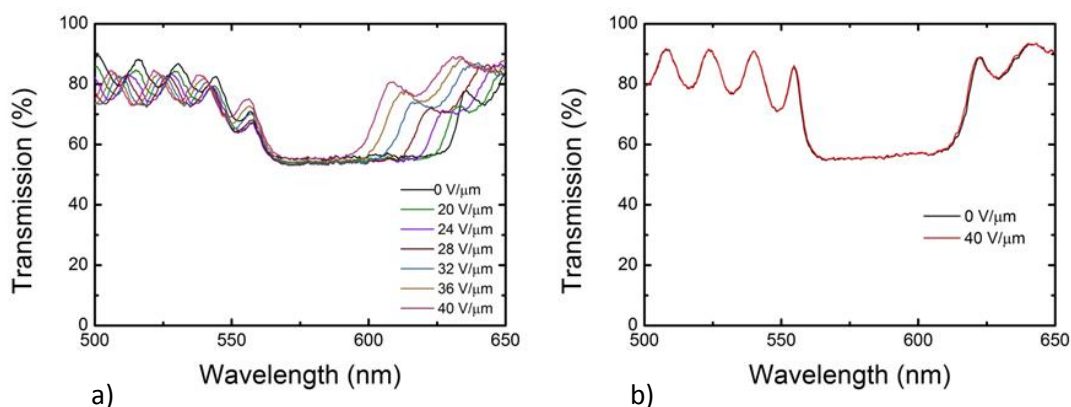 100
80
60
40
20
0
500 550 600 650
Transmission (%)
Wavelength (nm)
0 V/μm
20 V/μm
24 V/μm
28 V/μm
32 V/μm
36 V/μm
40 V/μm
a)
100
80
60
40
20
0
500 550 600 650
Transmission (%)
Wavelength (nm)
0 V/μm
40 V/μm
b)